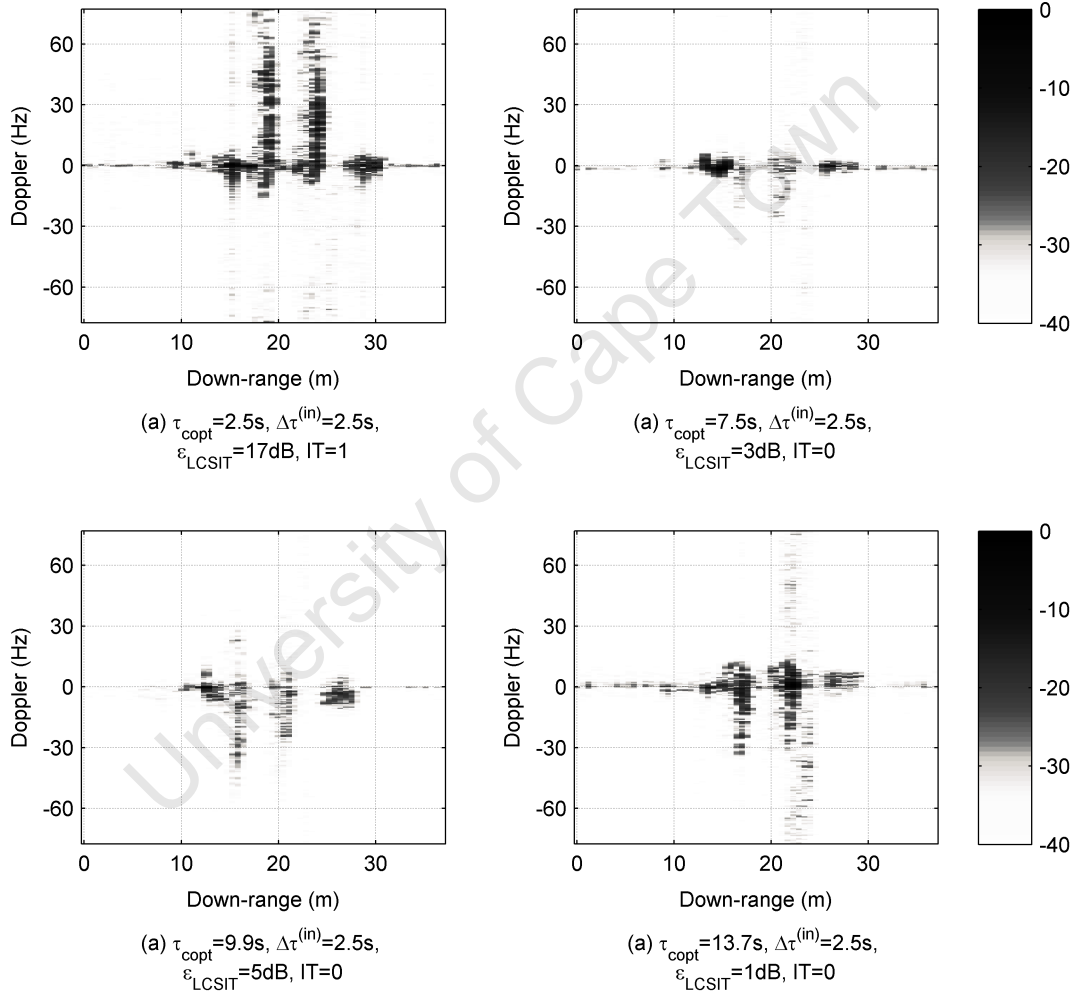 60
30
0
-30
-60
Doppler (Hz)
0 10 20 30
Down-range (m)
(a) τcopt=2.5s, Δτ(in)=2.5s,
εLCSIT=17dB, IT=1
60
30
0
-30
-60
Doppler (Hz)
0 10 20 30
Down-range (m)
(a) τcopt=7.5s, Δτ(in)=2.5s,
εLCSIT=3dB, IT=0
0
-10
-20
-30
-40
60
30
0
-30
-60
Doppler (Hz)
0 10 20 30
Down-range (m)
(a) τcopt=9.9s, Δτ(in)=2.5s,
εLCSIT=5dB, IT=0
60
30
0
-30
-60
Doppler (Hz)
0 10 20 30
Down-range (m)
(a) τcopt=13.7s, Δτ(in)=2.5s,
εLCSIT=1dB, IT=0
0
-10
-20
-30
-40
University of Cape Town